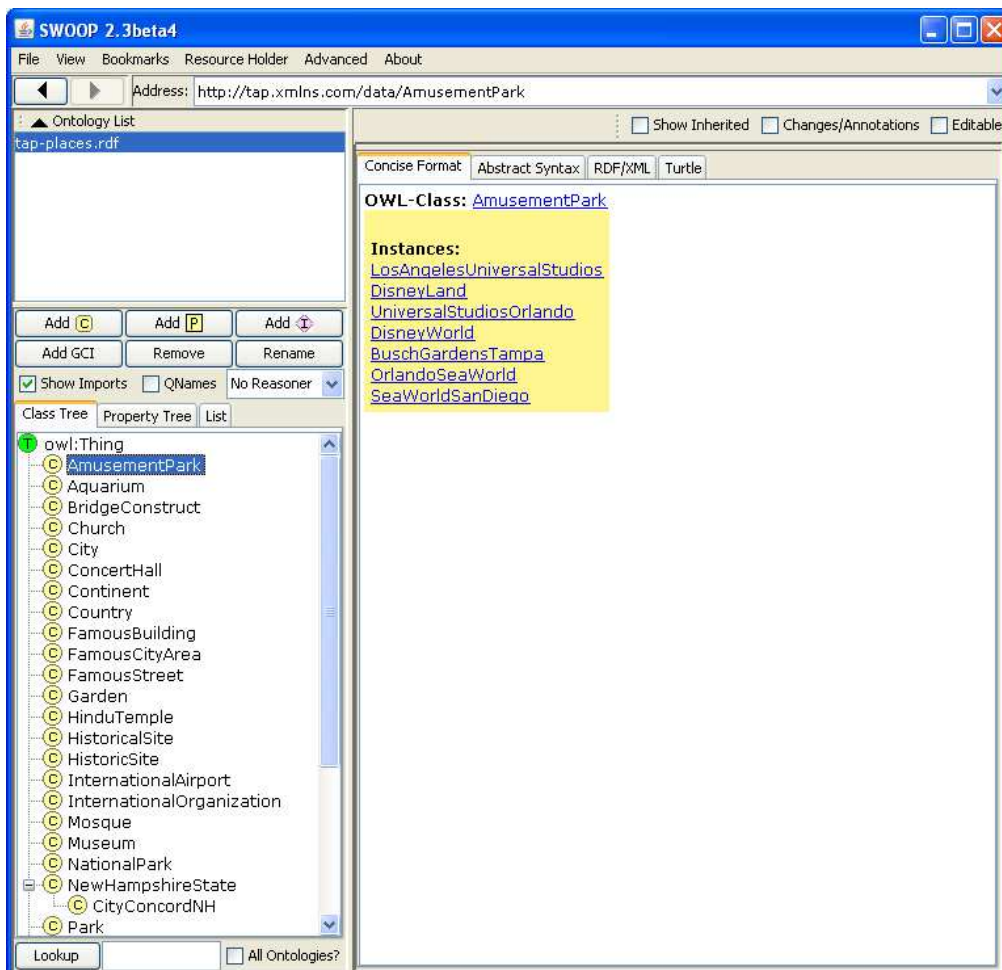 SWOOP 2.3beta4
File View Bookmarks Resource Holder Advanced About
Address: http://tap.xmlns.com/data/AmusementPark
Ontology List
Show Inherited Changes/Annotations Editable
tap-places.rdf
Concise Format Abstract Syntax RDF/XML Turtle
OWL-Class: AmusementPark
Instances:
LosAngelesUniversalStudios
DisneyLand
UniversalStudiosOrlando
DisneyWorld
BuschGardensTampa
OrlandoSeaWorld
SeaWorldSanDiego
Add C Add P Add I
Add GCI Remove Rename
Show Imports QNames No Reasoner
Class Tree Property Tree List
T owl:Thing
C AmusementPark
C Aquarium
C BridgeConstruct
C Church
C City
C ConcertHall
C Continent
C Country
C FamousBuilding
C FamousCityArea
C FamousStreet
C Garden
C HinduTemple
C HistoricalSite
C HistoricSite
C InternationalAirport
C InternationalOrganization
C Mosque
C Museum
C NationalPark
C NewHampshireState
C CityConcordNH
C Park
Lookup All Ontologies?